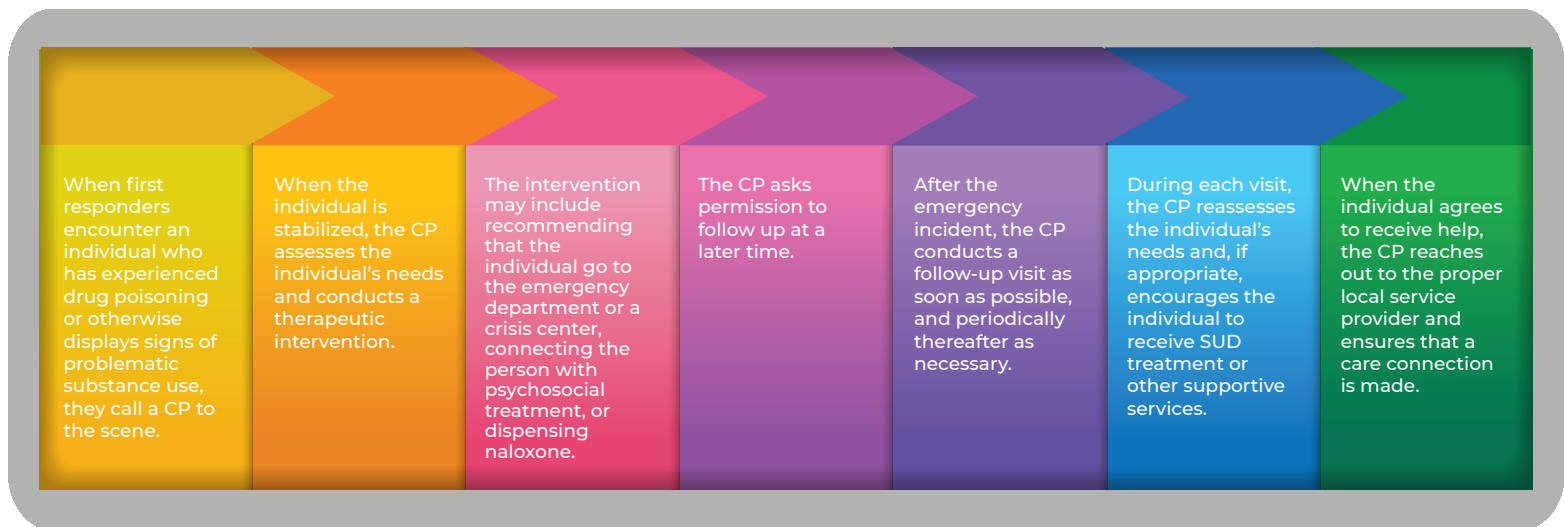 When first
responders
encounter an
individual who
has experienced
drug poisoning
or otherwise
displays signs of
problematic
substance use,
they call a CP to
the scene.
When the
individual is
stabilized, the CP
assesses the
individual’s needs
and conducts a
therapeutic
intervention.
The intervention
may include
recommending
that the
individual go to
the emergency
department or a
crisis center,
connecting the
person with
psychosocial
treatment, or
dispensing
naloxone.
The CP asks
permission to
follow up at a
later time.
After the
emergency
incident, the CP
conducts a
follow-up visit as
soon as possible,
and periodically
thereafter as
necessary.
During each visit,
the CP reassesses
the individual’s
needs and, if
appropriate,
encourages the
individual to
receive SUD
treatment or
other supportive
services.
When the
individual agrees
to receive help,
the CP reaches
out to the proper
local service
provider and
ensures that a
care connection
is made.